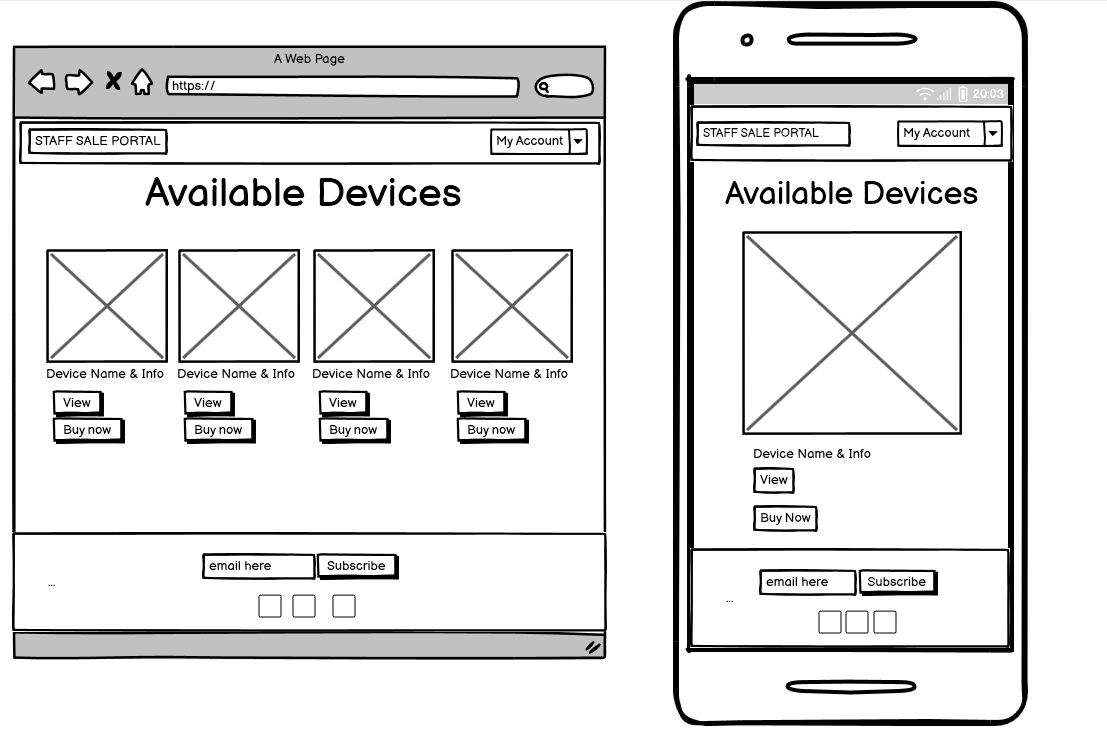 A Web Page
https://
STAFF SALE PORTAL
My Account
Available Devices
Device Name & Info Device Name & Info Device Name & Info Device Name & Info
View View View View
Buy now Buy now Buy now Buy now
email here Subscribe
...
20:03
STAFF SALE PORTAL
My Account
Available Devices
Device Name & Info
View
Buy Now
email here Subscribe
...